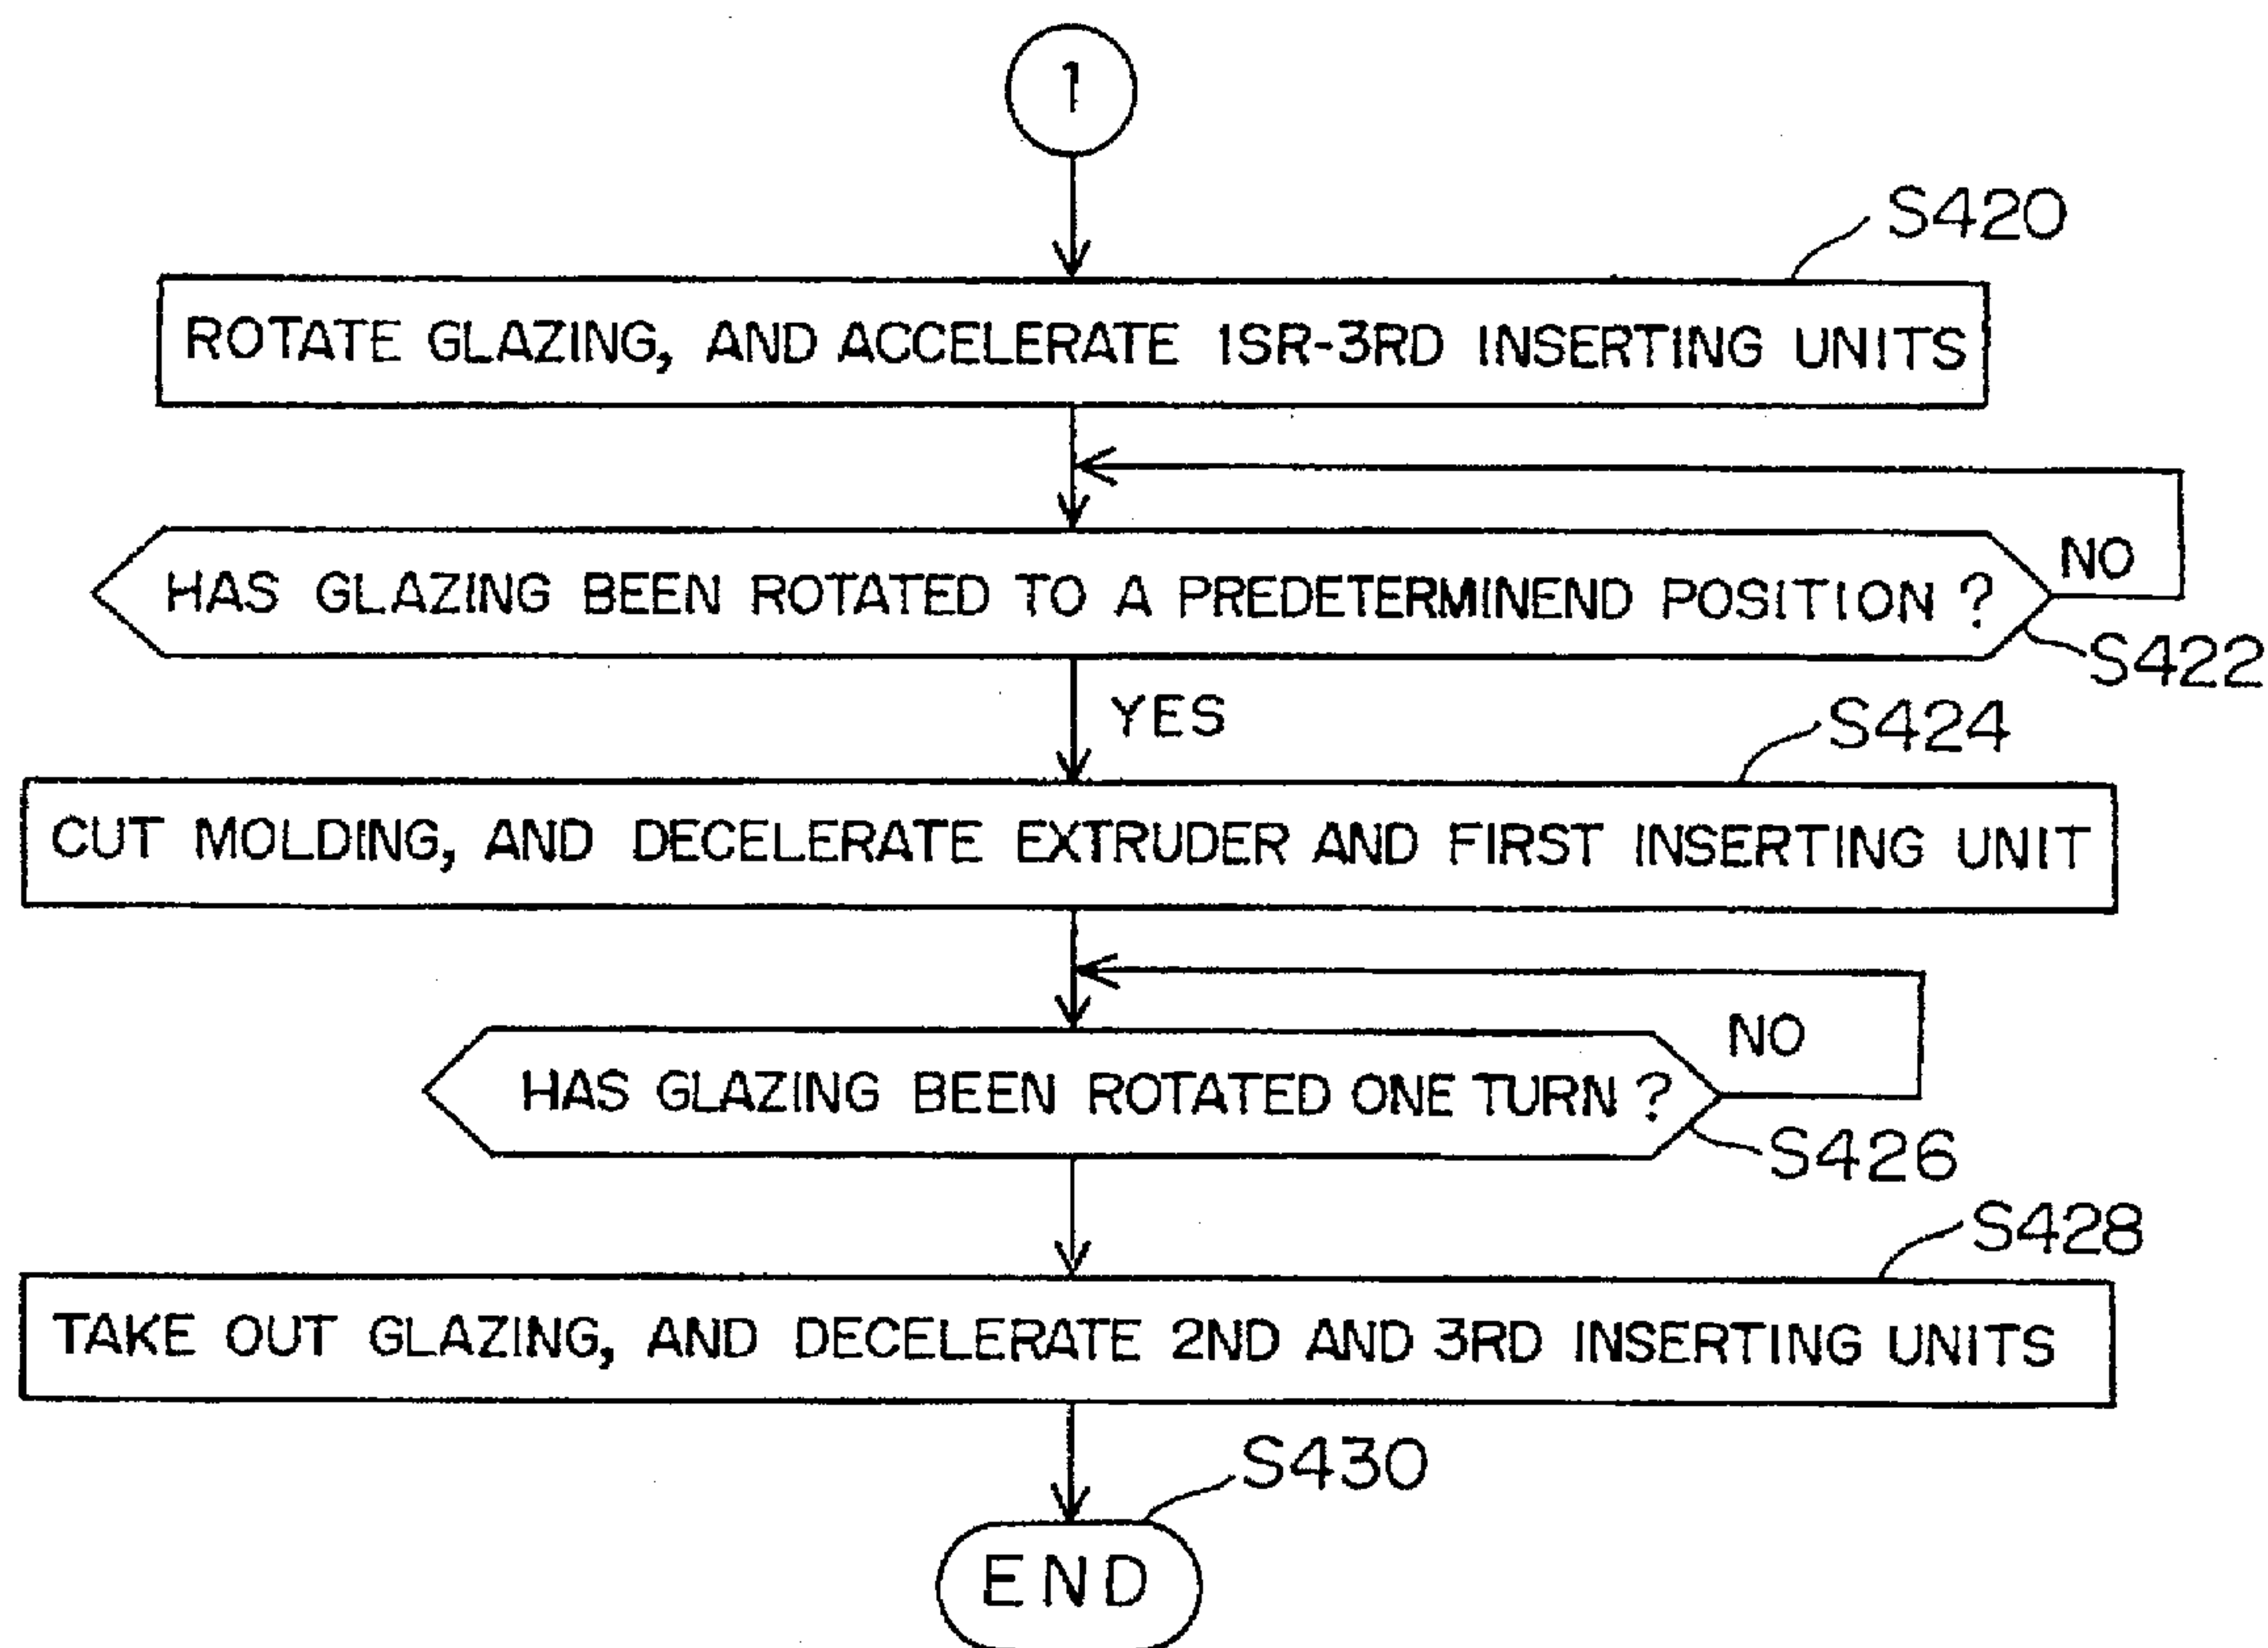 1
S420
ROTATE GLAZING, AND ACCELERATE 1SR-3RD INSERTING UNITS
NO
HAS GLAZING BEEN ROTATED TO A PREDETERMINEND POSITION ?
S422
YES
S424
CUT MOLDING, AND DECELERATE EXTRUDER AND FIRST INSERTING UNIT
NO
HAS GLAZING BEEN ROTATED ONE TURN ?
S426
S428
TAKE OUT GLAZING, AND DECELERATE 2ND AND 3RD INSERTING UNITS
S430
END